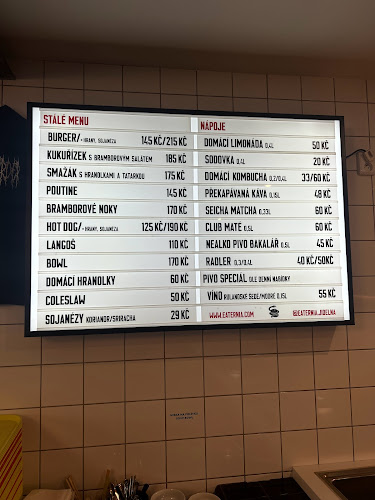 STÁLÉ MENU
BURGER/+HRANY, SOJANÉZA 145 KČ/215 KČ
KUKUŘÍZEK S BRAMBOROVÝM SALÁTEM 185 KČ
SMAŽÁK S HRANOLKAMI A TATARKOU 175 KČ
POUTINE 145 KČ
BRAMBOROVÉ NOKY 170 KČ
HOT DOG/+HRANY, SOJANÉZA 125 KČ/190 KČ
LANGOŠ 110 KČ
BOWL 170 KČ
DOMÁCÍ HRANOLKY 60 KČ
COLESLAW 50 KČ
SOJANÉZY KORIANDR/SRIRACHA 29 KČ
NÁPOJE
DOMÁCÍ LIMONÁDA 0,4L 50 KČ
SODOVKA 0,4L 20 KČ
DOMÁCÍ KOMBUCHA 0,2/0,4L 33/60 KČ
PŘEKAPÁVANÁ KÁVA 0,15L 48 KČ
SEICHA MATCHA 0,33L 60 KČ
CLUB MATE 0,5L 60 KČ
NEALKO PIVO BAKALÁŘ 0,5L 45 KČ
RADLER 0,3/0,4L 40 KČ/50KČ
PIVO SPECIÁL DLE DENNÍ NABÍDKY
VÍNO RULANDSKÉ ŠEDÉ/MODRÉ 0,15L 55 KČ
WWW.EATERNIA.COM @EATERNIA.JIDELNA